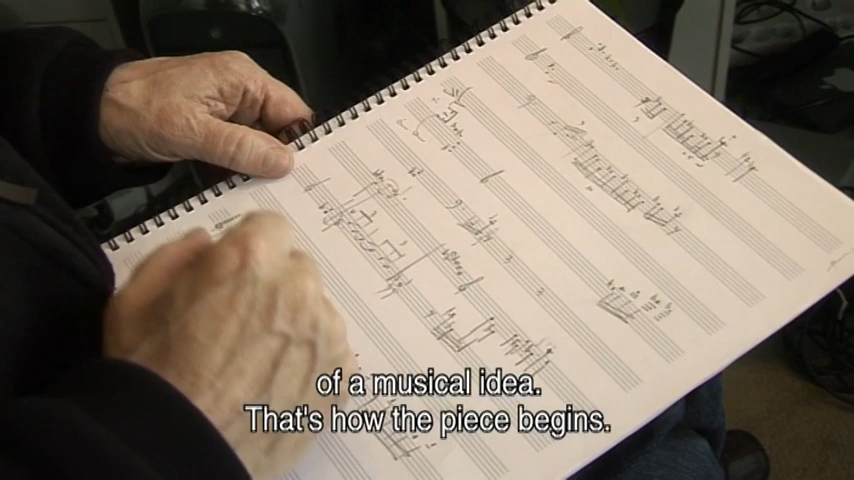 of a musical idea.
That's how the piece begins.